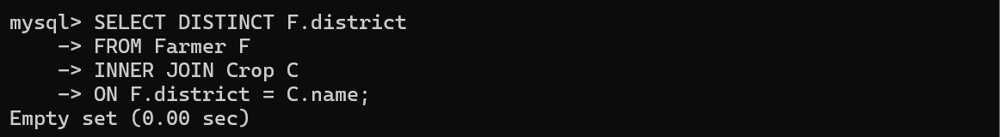 mysql> SELECT DISTINCT F.district
    -> FROM Farmer F
    -> INNER JOIN Crop C
    -> ON F.district = C.name;
Empty set (0.00 sec)